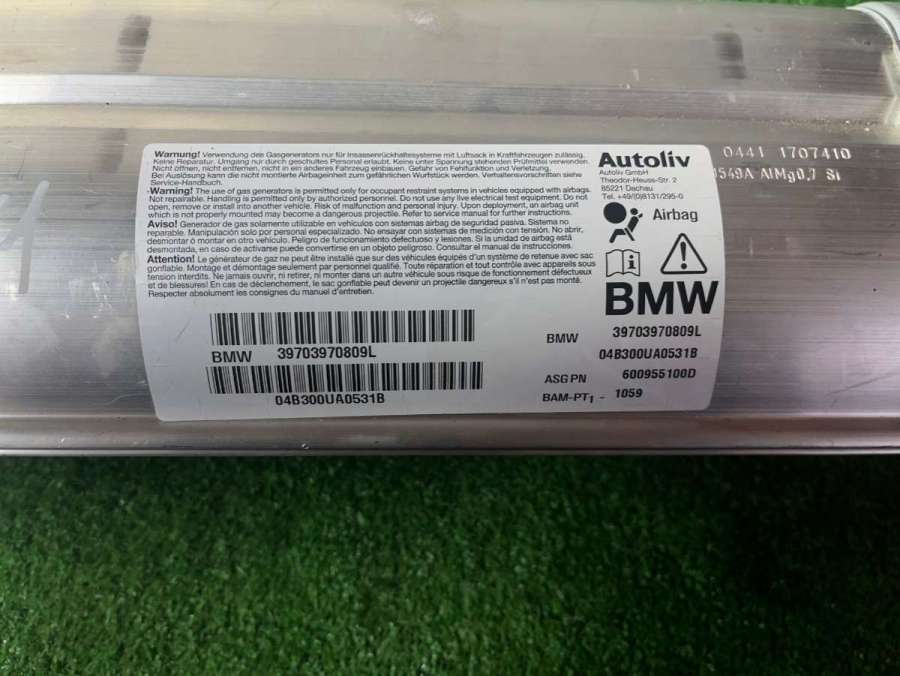 Warnung! Verwendung des Gasgenerators nur für Insassenrückhaltesysteme mit Luftsack in Kraftfahrzeugen zulässig.
Keine Reparatur. Umgang nur durch geschultes Personal erlaubt. Keine unter Spannung stehenden Prüfmittel verwenden.
Nicht öffnen, nicht entfernen, nicht in ein anderes Fahrzeug einbauen. Gefahr von Fehlfunktion und Verletzung.
Bei Auslösung kann die nicht montierte Airbageinheit zum gefährlichen Wurfstück werden. Verhaltensvorschriften siehe
Service-Handbuch.
Warning! The use of gas generators is permitted only for occupant restraint systems in vehicles equipped with airbags.
Not repairable. Handling is permitted only by authorized personnel. Do not use any live electrical test equipment. Do not
open, remove or install into another vehicle. Risk of malfunction and personal injury. Upon deployment, an airbag unit
which is not properly mounted may become a dangerous projectile. Refer to service manual for further instructions.
Aviso! Generador de gas solamente utilizable en vehículos con sistemas airbag de seguridad pasiva. Sistema no
reparable. Manipulación sólo por personal especializado. No ensayar con sistemas de medición con tensión. No abrir,
desmontar ó montar en otro vehículo. Peligro de funcionamiento defectuoso y lesiones. Si la unidad de airbag está
desmontada, en caso de activarse puede convertirse en un objeto peligroso. Consultar el manual de instrucciones.
Attention! Le générateur de gaz ne peut être installé que sur des véhicules équipés d'un système de retenue avec sac
gonflable. Montage et démontage seulement par personnel qualifié. Toute réparation et tout contrôle avec appareils sous
tension interdits. Ne jamais ouvrir, ni retirer, ni monter dans un autre véhicule sous risque de fonctionnement défectueux
et de blessures! En cas de déclenchement, le sac gonflable peut devenir un projectile dangereux s'il n'est pas monté.
Respecter absolument les consignes du manuel d'entretien.
Autoliv
Autoliv GmbH
Theodor-Heuss-Str. 2
85221 Dachau
Tel. +49/(0)8131/295-0
Airbag
BMW
BMW 39703970809L
04B300UA0531B
BMW 39703970809L
04B300UA0531B
ASG PN 600955100D
BAM-PT1 - 1059
0441 1707410
0549A AlMg0,7 Si